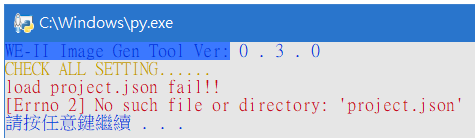 C:\Windows\py.exe
WE-II Image Gen Tool Ver: 0 . 3 . 0
CHECK ALL SETTING......
load project.json fail!!
[Errno 2] No such file or directory: 'project.json'
請按任意鍵繼續 . . .